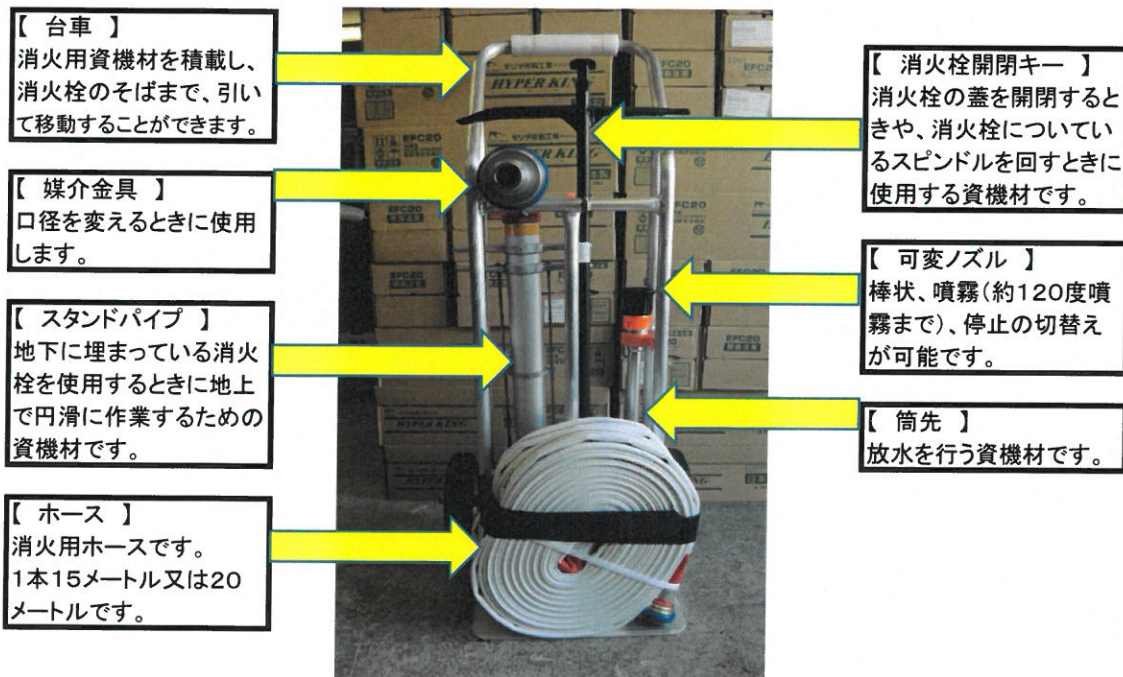 【 台車 】
消火用資機材を積載し、
消火栓のそばまで、引い
て移動することができます。
【 媒介金具 】
口径を変えるときに使用
します。
【 スタンドパイプ 】
地下に埋まっている消火
栓を使用するときに地上
で円滑に作業するための
資機材です。
【 ホース 】
消火用ホースです。
1本15メートル又は20
メートルです。
【 消火栓開閉キー 】
消火栓の蓋を開閉すると
きや、消火栓についてい
るスピンドルを回すときに
使用する資機材です。
【 可変ノズル 】
棒状、噴霧(約120度噴
霧まで)、停止の切替え
が可能です。
【 筒先 】
放水を行う資機材です。
HYPER KING
EFC20
EFC20
EFC20
EFC20
EFC20